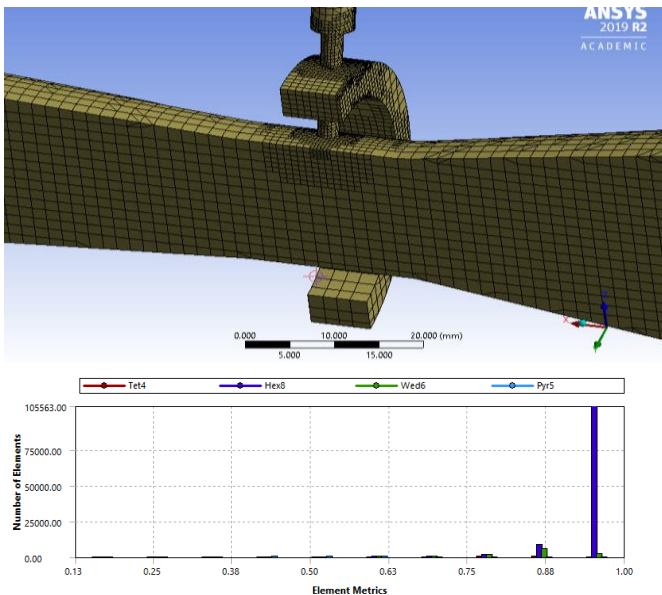 ANSYS
2019 R2
ACADEMIC
X
0.000 10.000 20.000 (mm)
5.000 15.000
Tet4 Hex8 Wed6 Pyr5
105563.00
75000.00
50000.00
25000.00
0.00
Number of Elements
0.13 0.25 0.38 0.50 0.63 0.75 0.88 1.00
Element Metrics